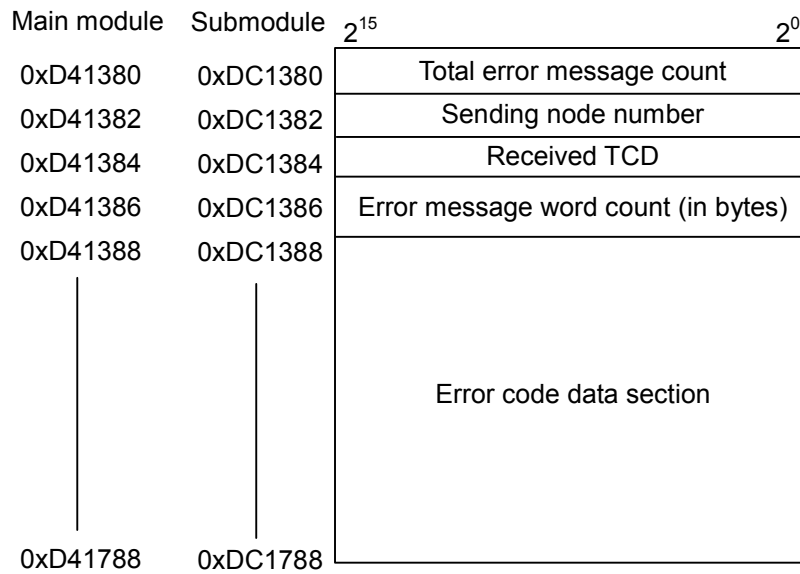 Main module Submodule 2^15 2^0
0xD41380 0xDC1380 Total error message count
0xD41382 0xDC1382 Sending node number
0xD41384 0xDC1384 Received TCD
0xD41386 0xDC1386 Error message word count (in bytes)
0xD41388 0xDC1388
Error code data section
0xD41788 0xDC1788